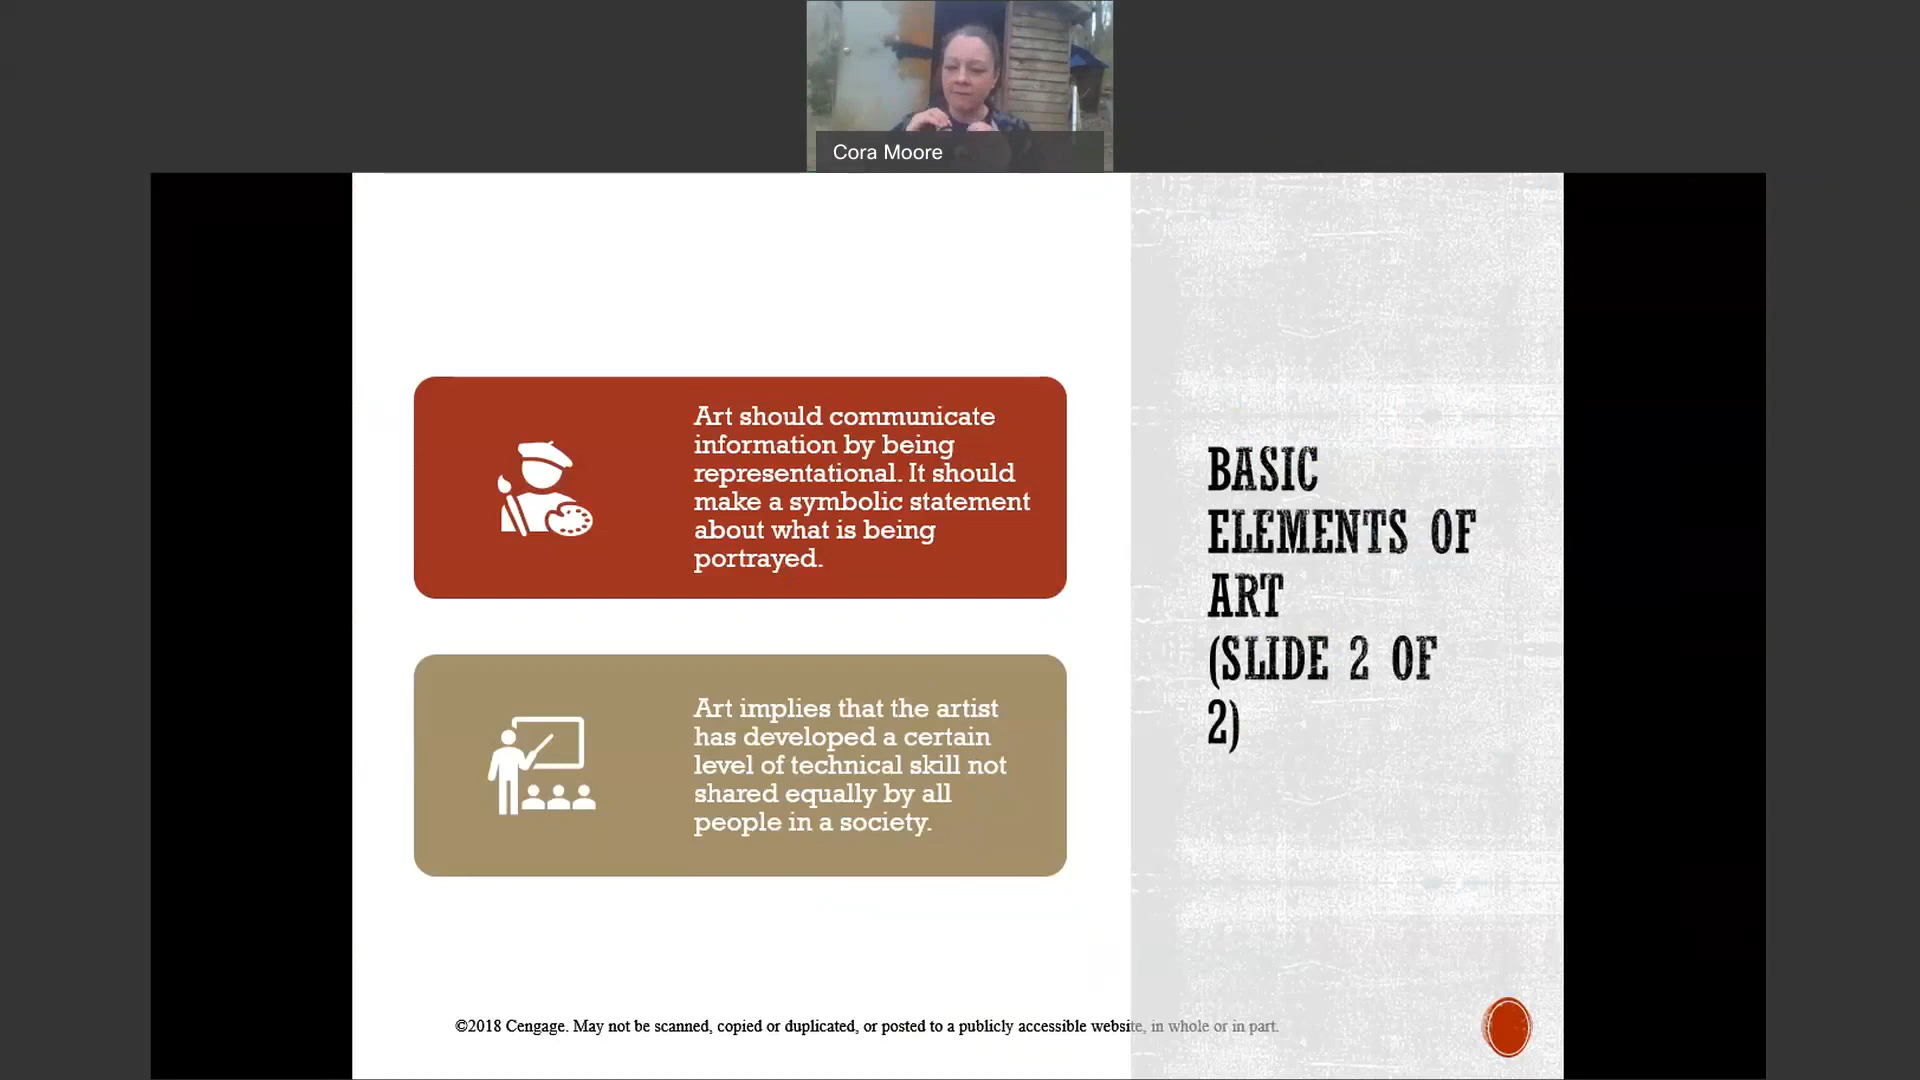 Cora Moore
Art should communicate
information by being
representational. It should
make a symbolic statement
about what is being
portrayed.
Art implies that the artist
has developed a certain
level of technical skill not
shared equally by all
people in a society.
BASIC
ELEMENTS OF
ART
(SLIDE 2 OF
2)
©2018 Cengage. May not be scanned, copied or duplicated, or posted to a publicly accessible website, in whole or in part.